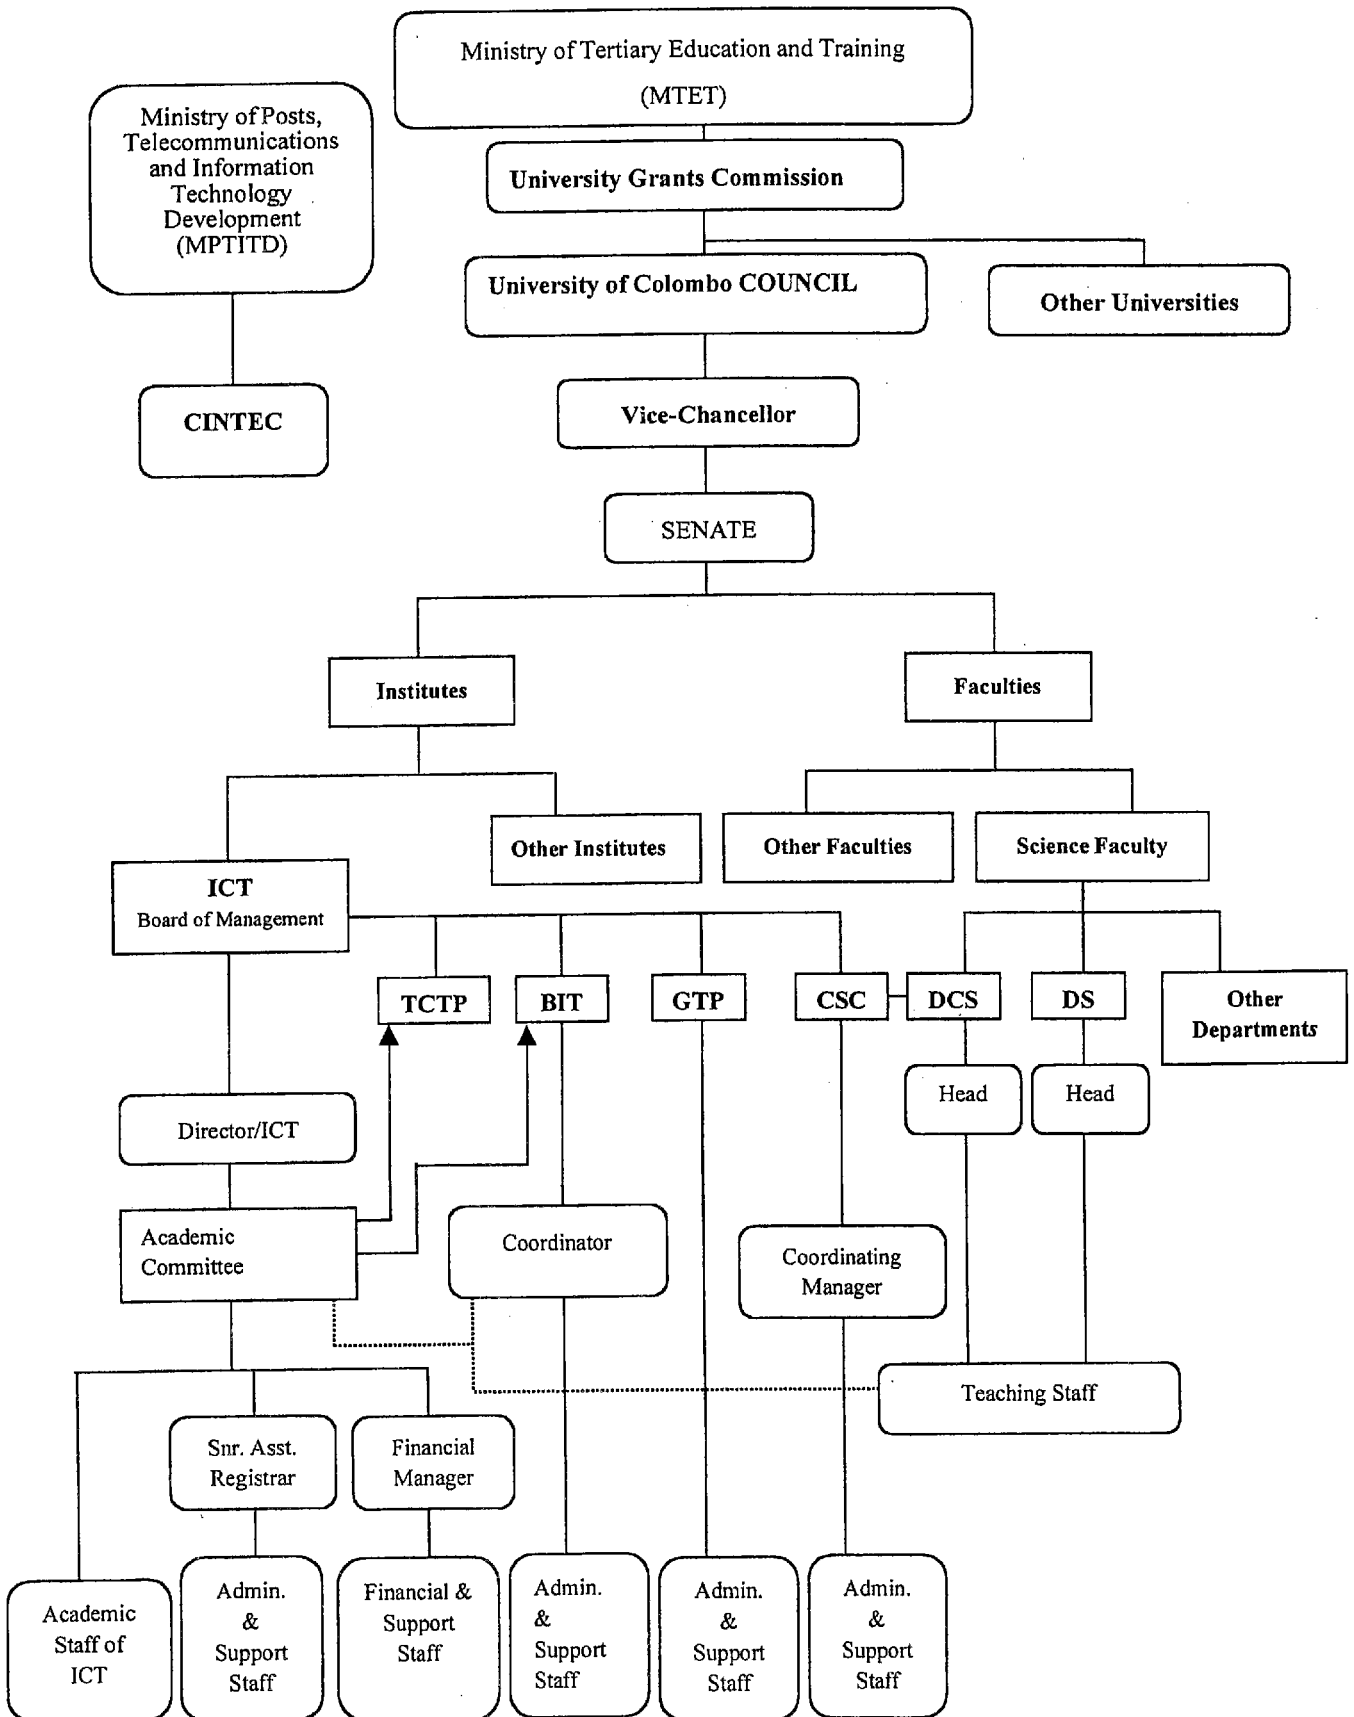 Ministry of Tertiary Education and Training
(MTET)
Ministry of Posts,
Telecommunications
and Information
Technology
Development
(MPTITD)
University Grants Commission
University of Colombo COUNCIL
Other Universities
CINTEC
Vice-Chancellor
SENATE
Institutes
Faculties
Other Institutes
Other Faculties
Science Faculty
ICT
Board of Management
TCTP
BIT
GTP
CSC
DCS
DS
Other
Departments
Head
Head
Director/ICT
Academic
Committee
Coordinator
Coordinating
Manager
Teaching Staff
Snr. Asst.
Registrar
Financial
Manager
Academic
Staff of
ICT
Admin.
&
Support
Staff
Financial &
Support
Staff
Admin.
&
Support
Staff
Admin.
&
Support
Staff
Admin.
&
Support
Staff